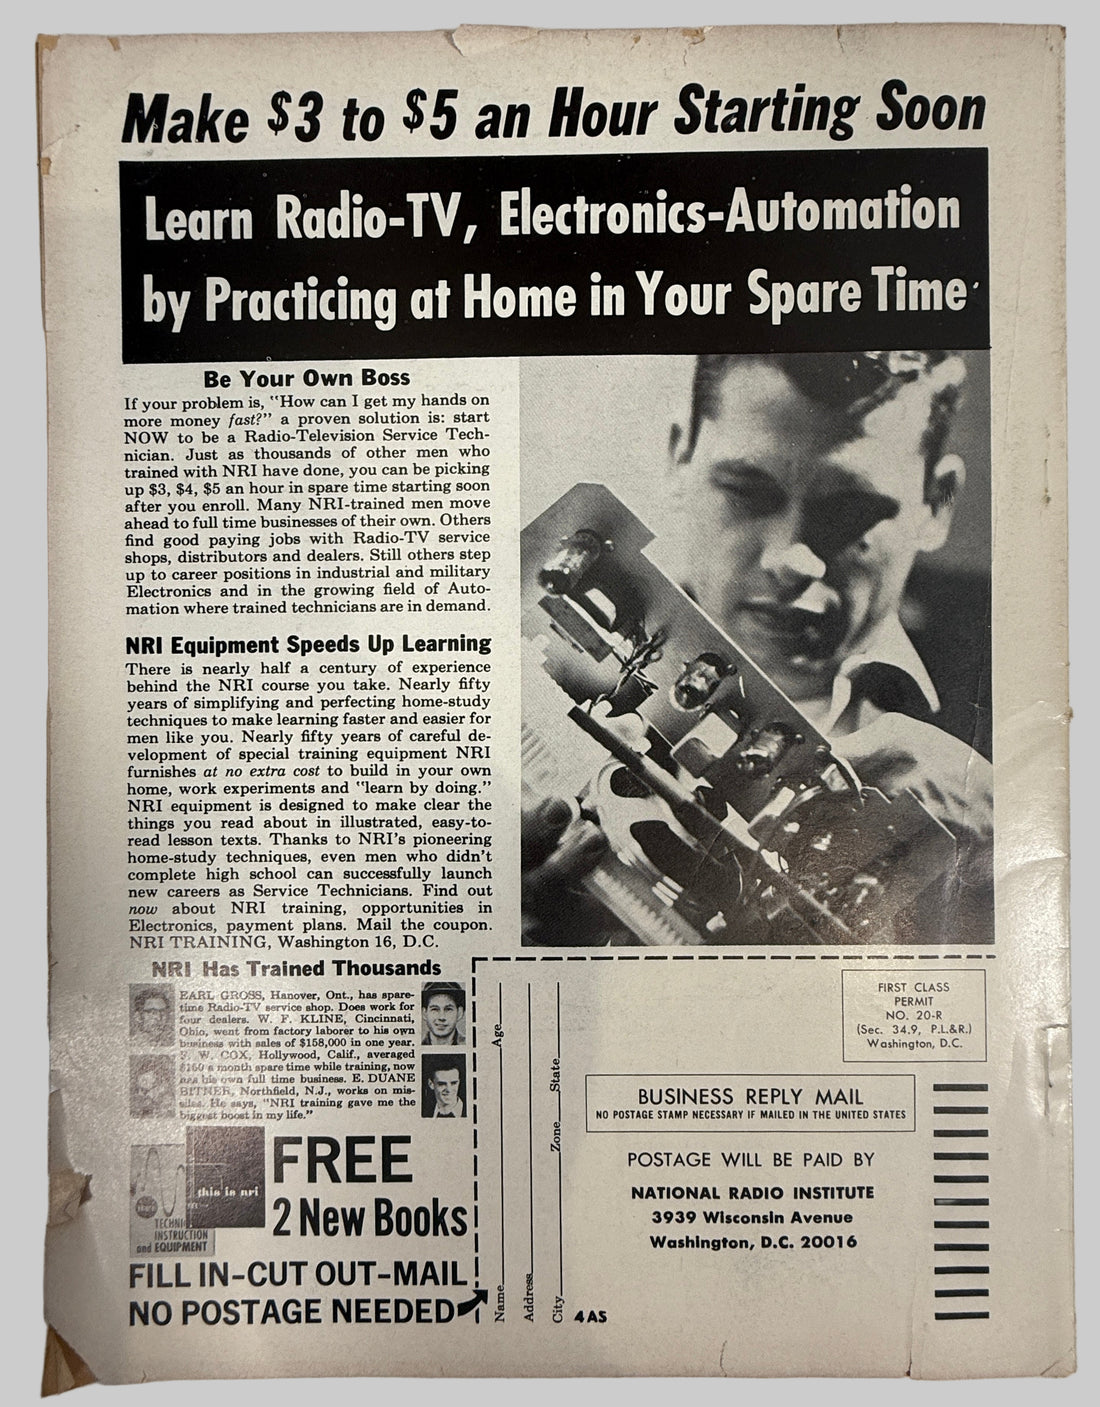 Make $3 to $5 an Hour Starting Soon
Learn Radio-TV, Electronics-Automation
by Practicing at Home in Your Spare Time
Be Your Own Boss
If your problem is, "How can I get my hands on
more money fast?" a proven solution is: start
NOW to be a Radio-Television Service Tech-
nician. Just as thousands of other men who
trained with NRI have done, you can be picking
up $3, $4, $5 an hour in spare time starting soon
after you enroll. Many NRI-trained men move
ahead to full time businesses of their own. Others
find good paying jobs with Radio-TV service
shops, distributors and dealers. Still others step
up to career positions in industrial and military
Electronics and in the growing field of Auto-
mation where trained technicians are in demand.
NRI Equipment Speeds Up Learning
There is nearly half a century of experience
behind the NRI course you take. Nearly fifty
years of simplifying and perfecting home-study
techniques to make learning faster and easier for
men like you. Nearly fifty years of careful de-
velopment of special training equipment NRI
furnishes at no extra cost to build in your own
home, work experiments and "learn by doing."
NRI equipment is designed to make clear the
things you read about in illustrated, easy-to-
read lesson texts. Thanks to NRI's pioneering
home-study techniques, even men who didn't
complete high school can successfully launch
new careers as Service Technicians. Find out
now about NRI training, opportunities in
Electronics, payment plans. Mail the coupon.
NRI TRAINING, Washington 16, D.C.
NRI Has Trained Thousands
EARL GROSS, Hanover, Ont., has spare-
time Radio-TV service shop. Does work for
four dealers. W. F. KLINE, Cincinnati,
Ohio, went from factory laborer to his own
business with sales of $158,000 in one year.
F. W. COX, Hollywood, Calif., averaged
$150 a month spare time while training, now
has his own full time business. E. DUANE
BITNER, Northfield, N.J., works on mis-
siles. He says, "NRI training gave me the
biggest boost in my life."
this is nri
TECHNI
INSTRUCTION
and EQUIPMENT
FREE
2 New Books
FILL IN-CUT OUT-MAIL
NO POSTAGE NEEDED
Name Age
Address
City Zone State
4AS
FIRST CLASS
PERMIT
NO. 20-R
(Sec. 34.9, P.L.&R.)
Washington, D.C.
BUSINESS REPLY MAIL
NO POSTAGE STAMP NECESSARY IF MAILED IN THE UNITED STATES
POSTAGE WILL BE PAID BY
NATIONAL RADIO INSTITUTE
3939 Wisconsin Avenue
Washington, D.C. 20016